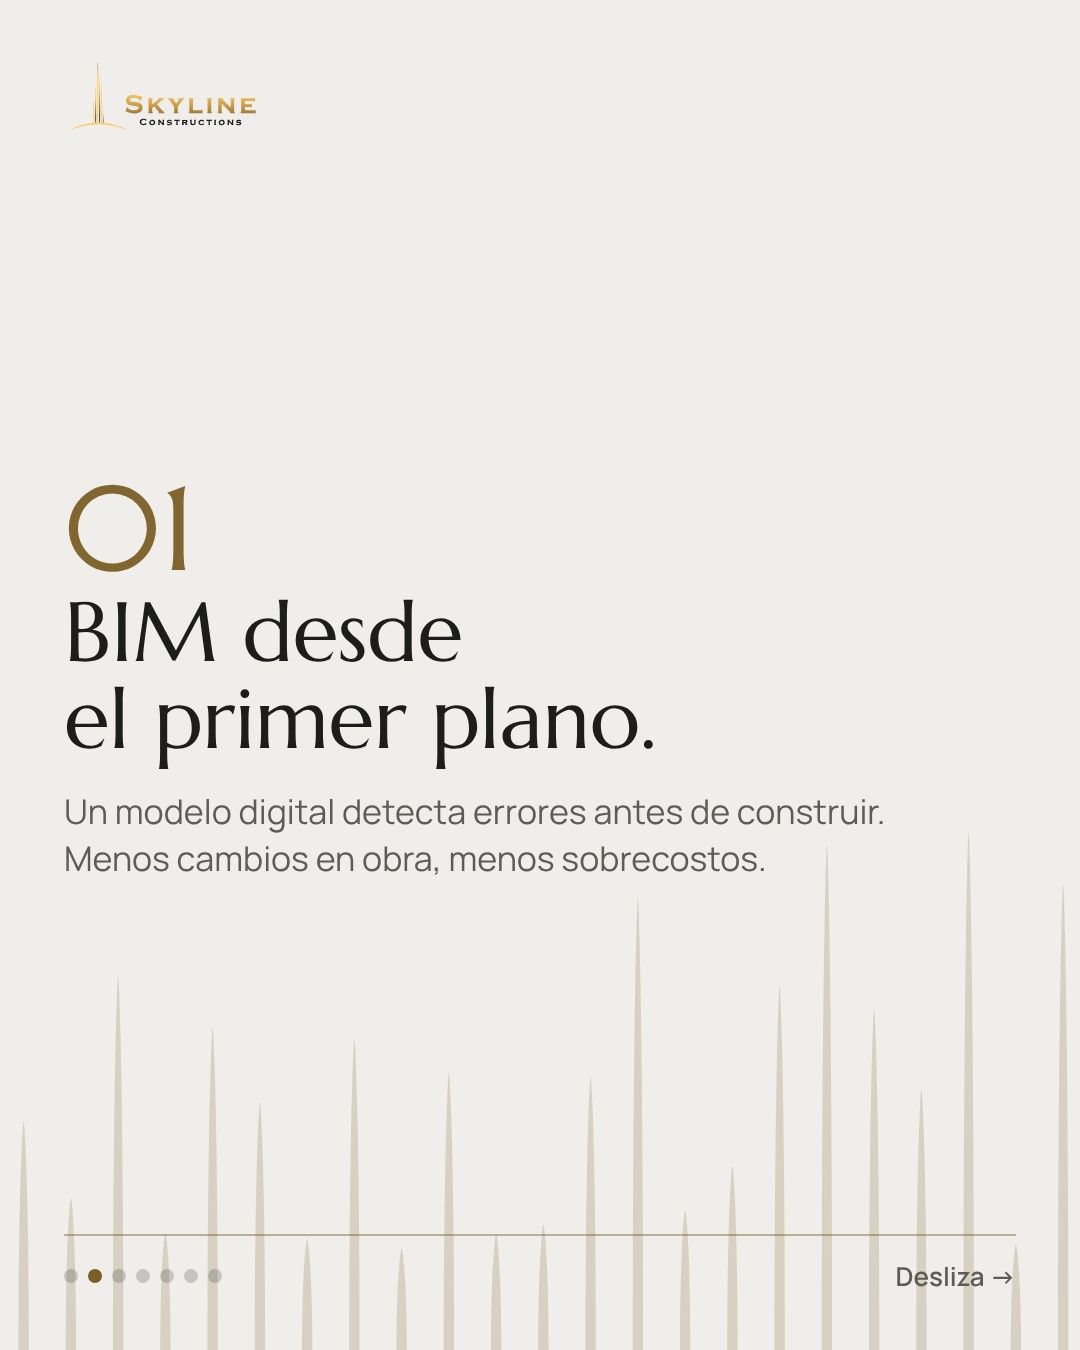 SKYLINE
CONSTRUCTIONS
01
BIM desde
el primer plano.
Un modelo digital detecta errores antes de construir.
Menos cambios en obra, menos sobrecostos.
Desliza →